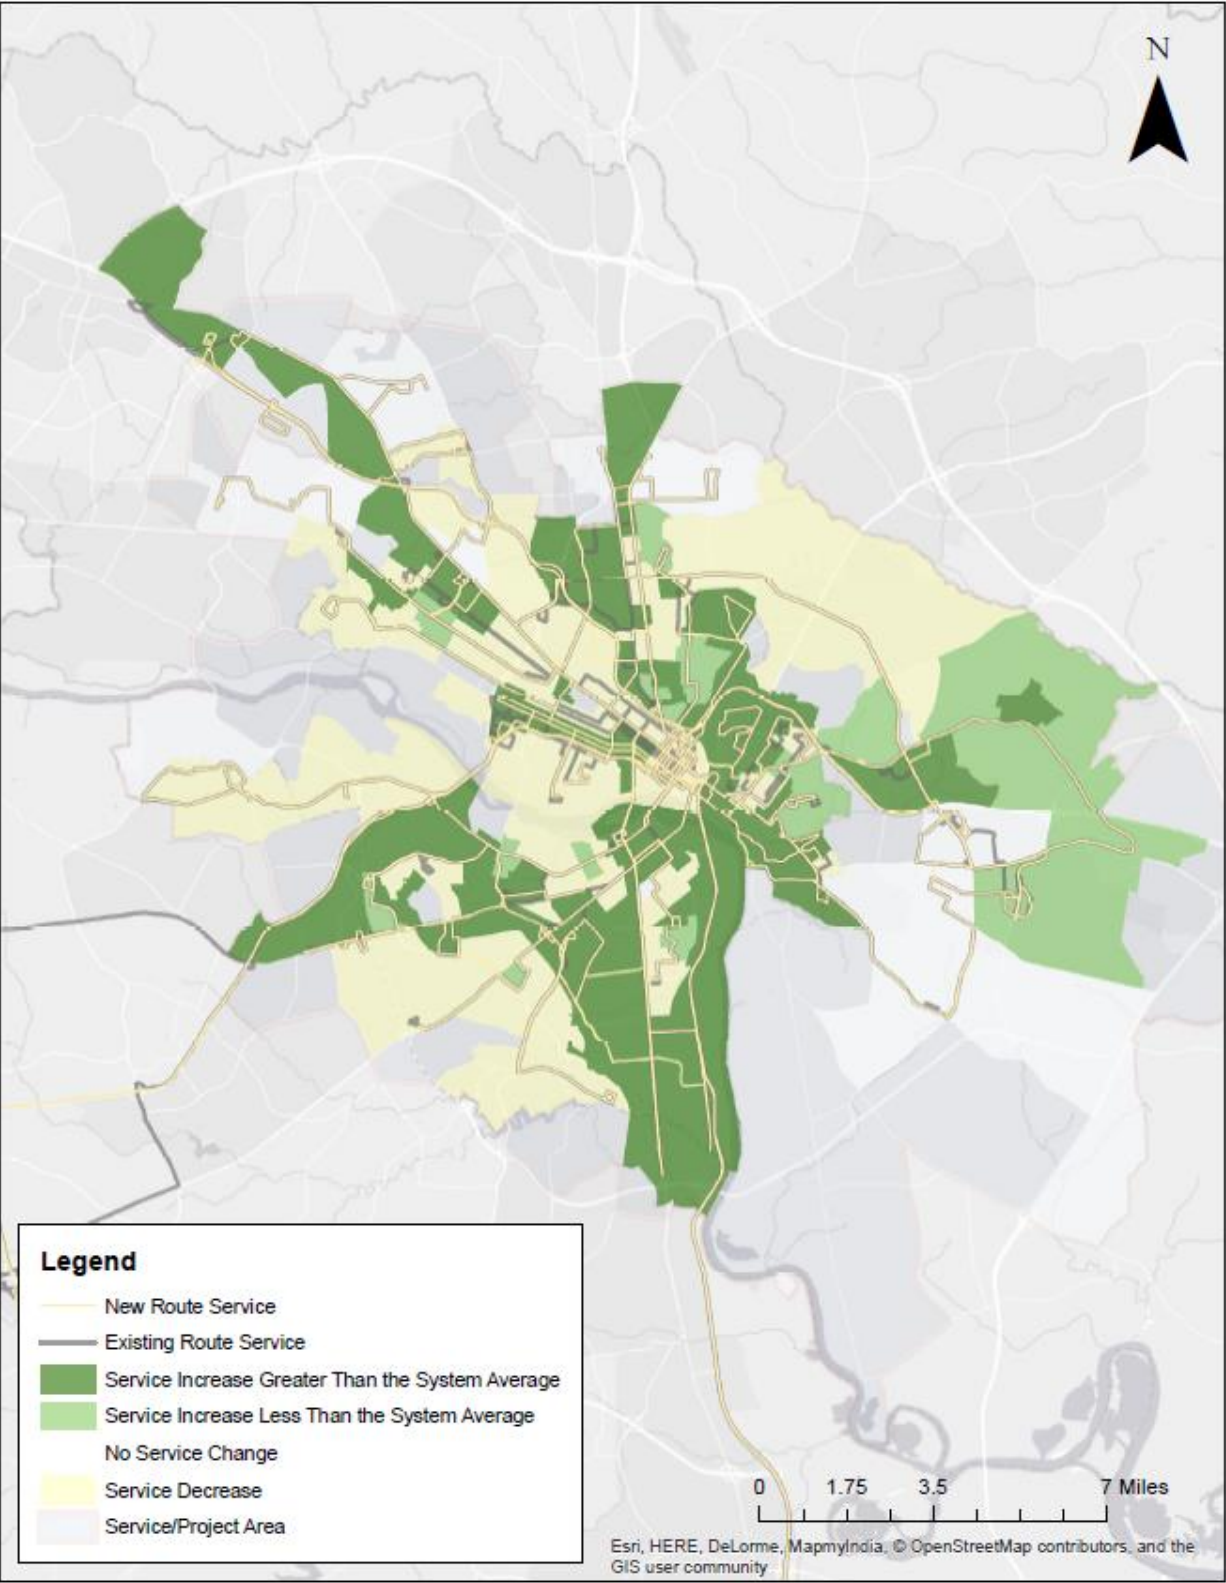 N
Legend
New Route Service
Existing Route Service
Service Increase Greater Than the System Average
Service Increase Less Than the System Average
No Service Change
Service Decrease
Service/Project Area
0 1.75 3.5 7 Miles
Esri, HERE, DeLorme, MapmyIndia, © OpenStreetMap contributors, and the
GIS user community